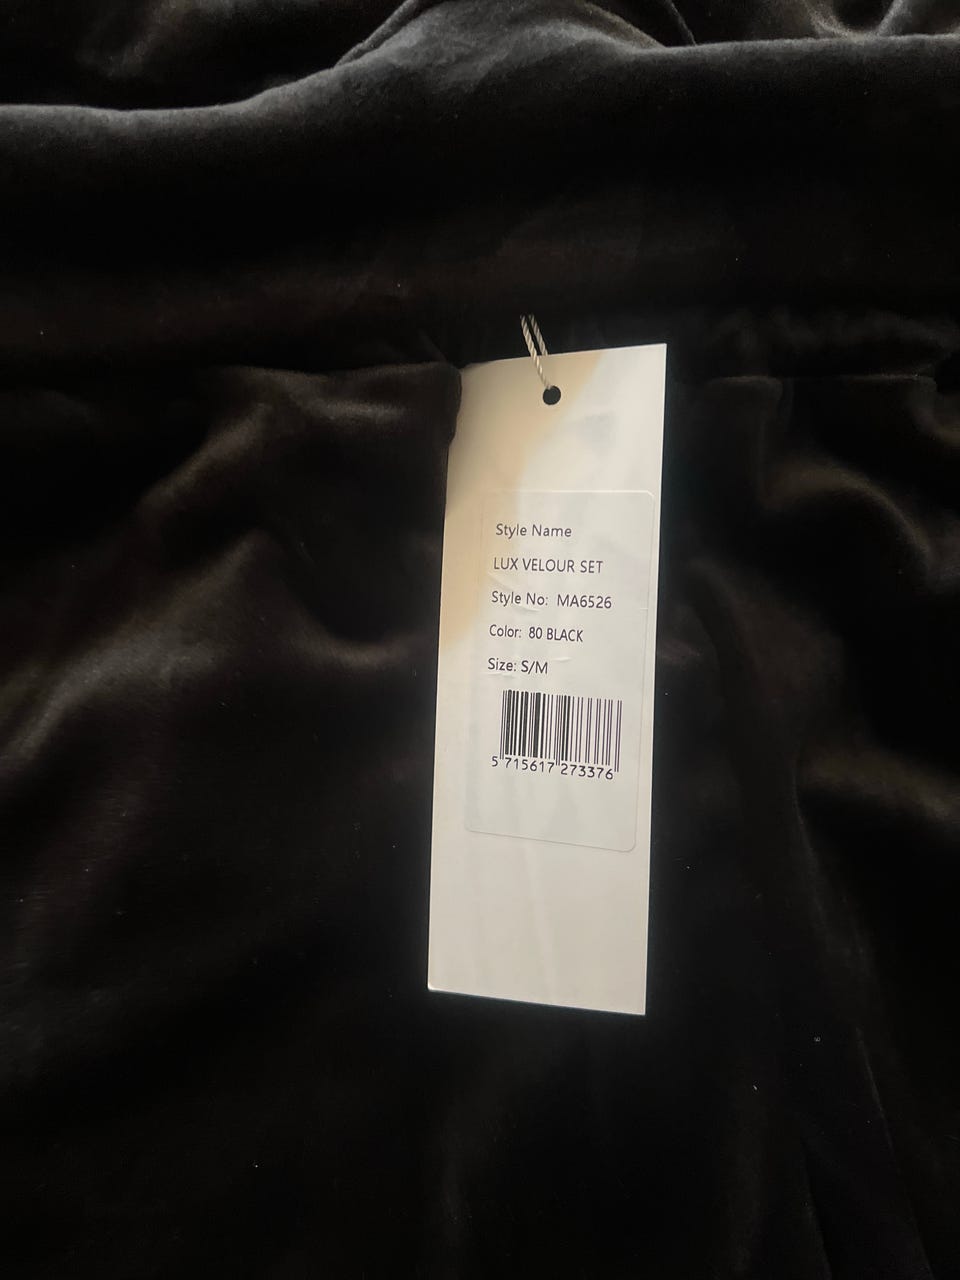 Style Name
LUX VELOUR SET
Style No: MA6526
Color: 80 BLACK
Size: S/M
5 715617 273376